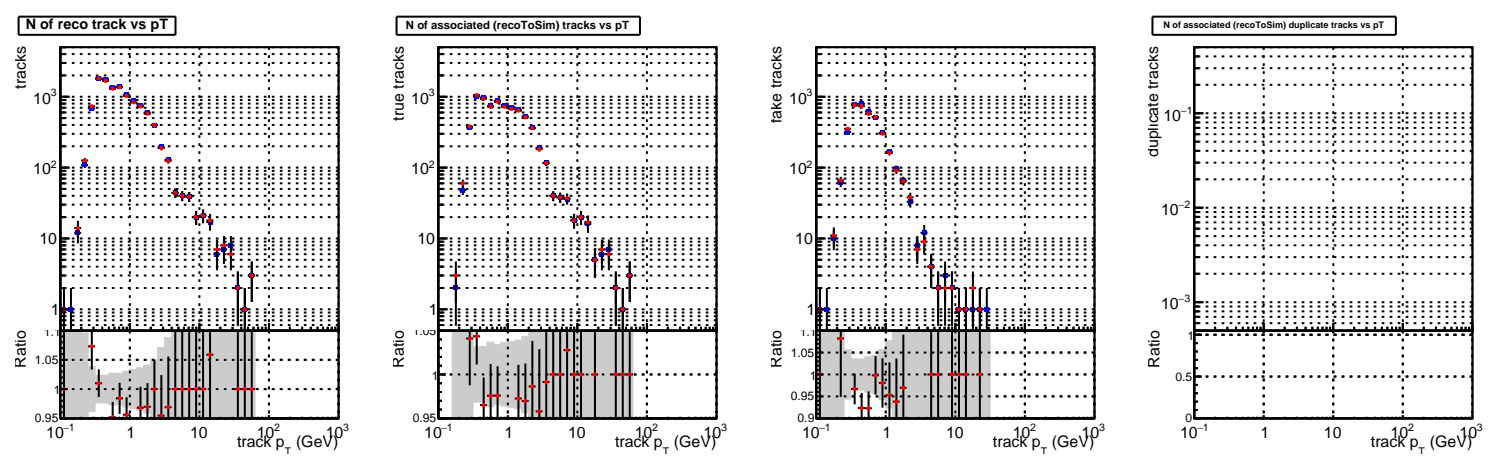 N of reco track vs pT
tracks
10³
10²
10
1
Ratio
1.1
1.05
1
0.95
10⁻¹ 1 10 10² 10³
track p_T (GeV)
N of associated (recoToSim) tracks vs pT
true tracks
10³
10²
10
1
Ratio
1.05
1
0.95
10⁻¹ 1 10 10² 10³
track p_T (GeV)
fake tracks
10³
10²
10
1
Ratio
1.1
1.05
1
0.95
0.9
10⁻¹ 1 10 10² 10³
track p_T (GeV)
N of associated (recoToSim) duplicate tracks vs pT
duplicate tracks
10⁻¹
10⁻²
10⁻³
Ratio
1
0.5
0
10⁻¹ 1 10 10² 10³
track p_T (GeV)